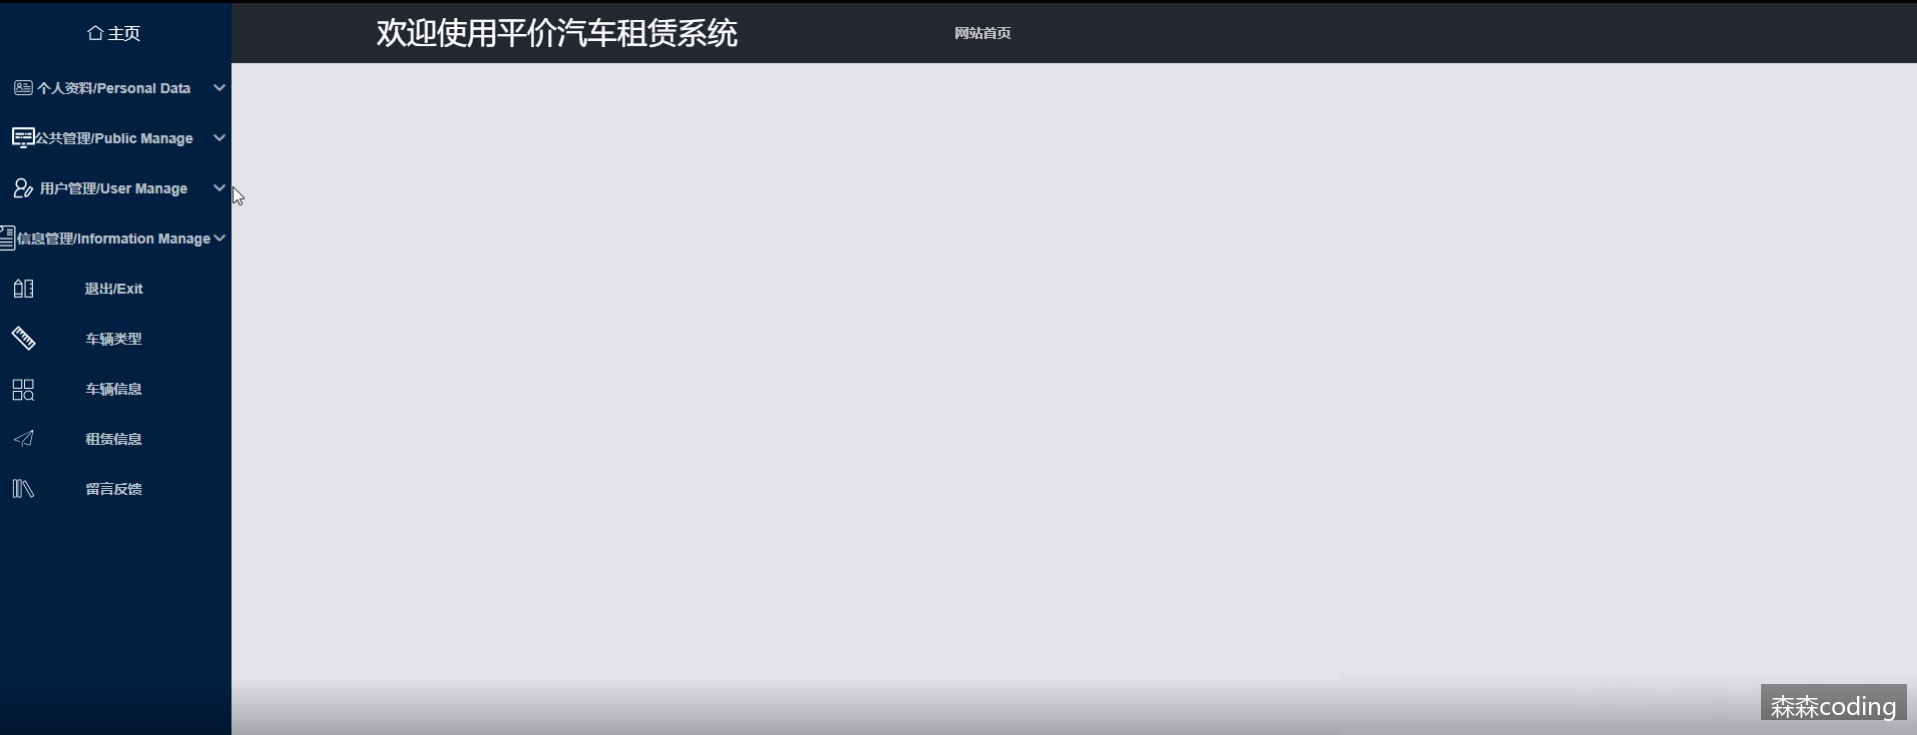 主页
欢迎使用平价汽车租赁系统
网站首页
个人资料/Personal Data
公共管理/Public Manage
用户管理/User Manage
信息管理/Information Manage
退出/Exit
车辆类型
车辆信息
租赁信息
留言反馈
森森coding